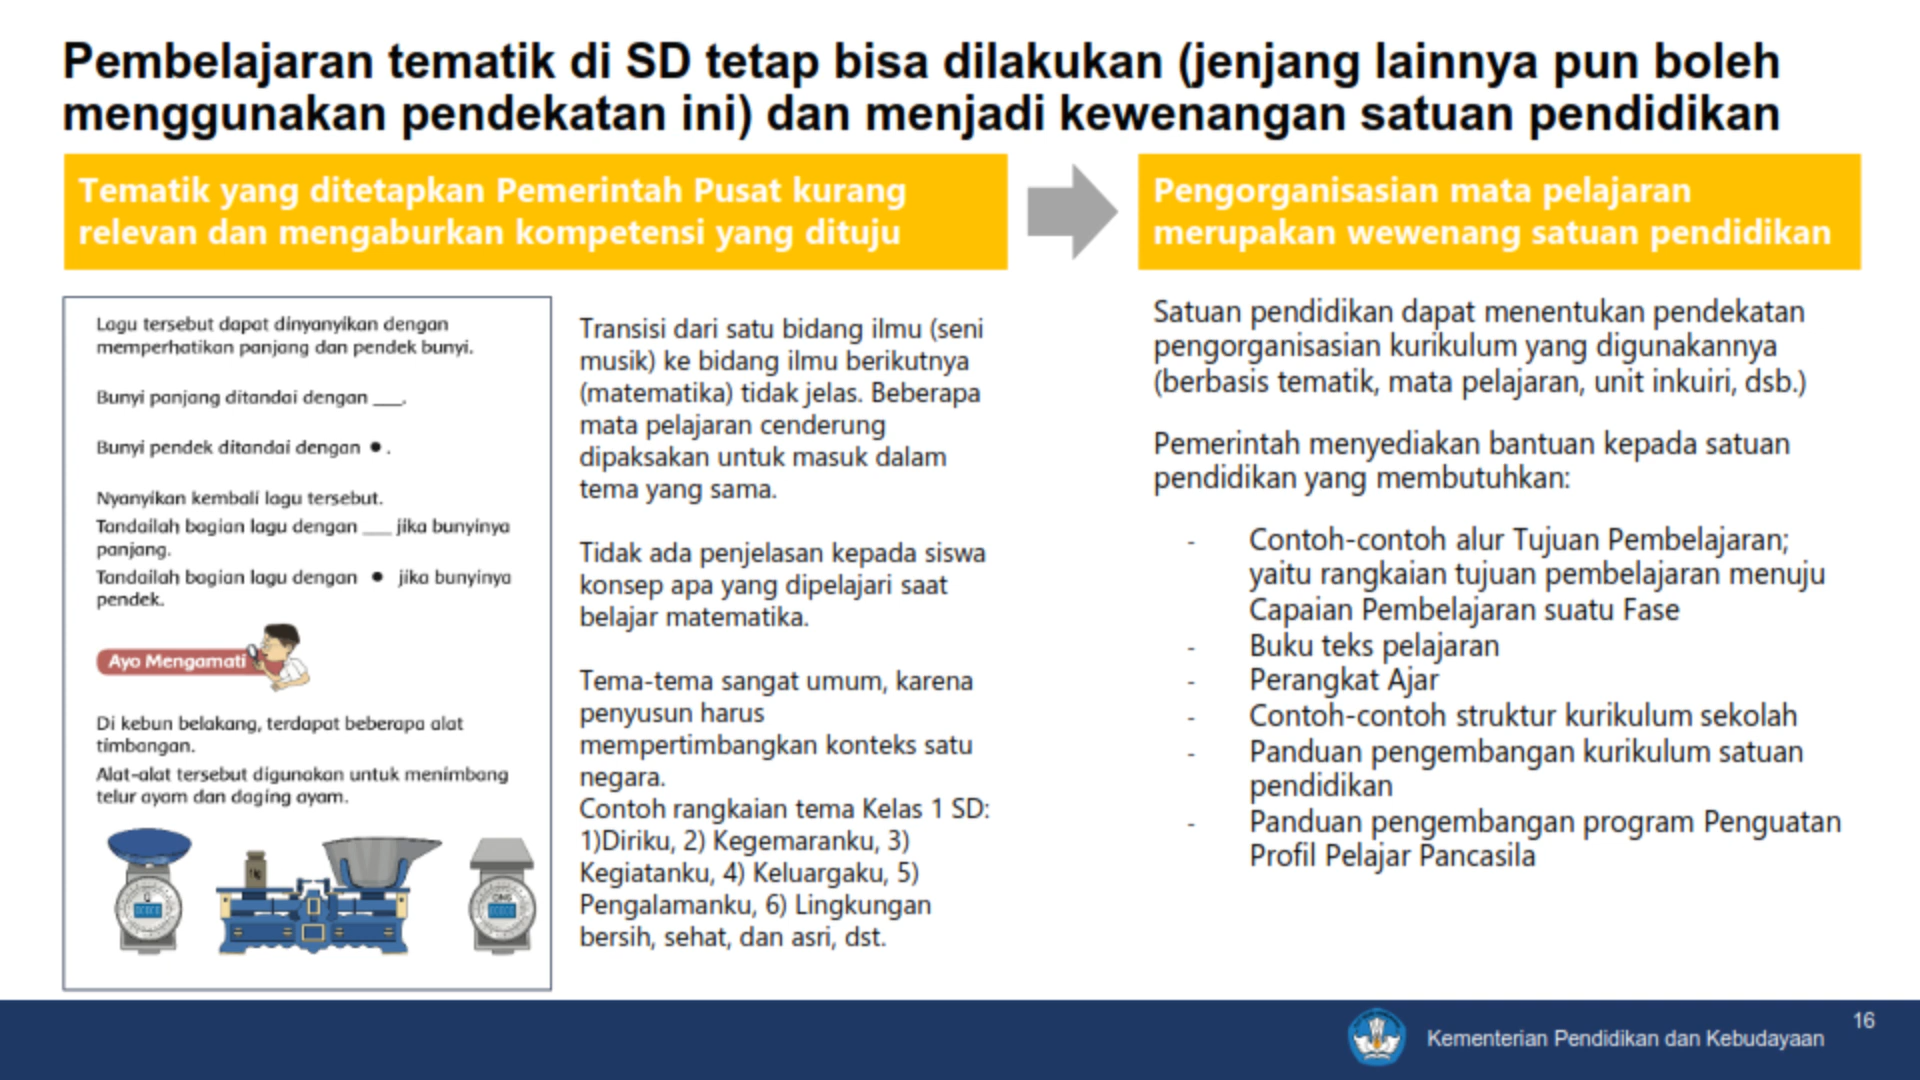 Pembelajaran tematik di SD tetap bisa dilakukan (jenjang lainnya pun boleh
menggunakan pendekatan ini) dan menjadi kewenangan satuan pendidikan
Tematik yang ditetapkan Pemerintah Pusat kurang
relevan dan mengaburkan kompetensi yang dituju
Pengorganisasian mata pelajaran
merupakan wewenang satuan pendidikan
Lagu tersebut dapat dinyanyikan dengan
memperhatikan panjang dan pendek bunyi.
Bunyi panjang ditandai dengan ___.
Bunyi pendek ditandai dengan ● .
Nyanyikan kembali lagu tersebut.
Tandailah bagian lagu dengan ___ jika bunyinya
panjang.
Tandailah bagian lagu dengan ● jika bunyinya
pendek.
Ayo Mengamati
Di kebun belakang, terdapat beberapa alat
timbangan.
Alat-alat tersebut digunakan untuk menimbang
telur ayam dan daging ayam.
Transisi dari satu bidang ilmu (seni
musik) ke bidang ilmu berikutnya
(matematika) tidak jelas. Beberapa
mata pelajaran cenderung
dipaksakan untuk masuk dalam
tema yang sama.
Tidak ada penjelasan kepada siswa
konsep apa yang dipelajari saat
belajar matematika.
Tema-tema sangat umum, karena
penyusun harus
mempertimbangkan konteks satu
negara.
Contoh rangkaian tema Kelas 1 SD:
1)Diriku, 2) Kegemaranku, 3)
Kegiatanku, 4) Keluargaku, 5)
Pengalamanku, 6) Lingkungan
bersih, sehat, dan asri, dst.
Satuan pendidikan dapat menentukan pendekatan
pengorganisasian kurikulum yang digunakannya
(berbasis tematik, mata pelajaran, unit inkuiri, dsb.)
Pemerintah menyediakan bantuan kepada satuan
pendidikan yang membutuhkan:
- Contoh-contoh alur Tujuan Pembelajaran;
yaitu rangkaian tujuan pembelajaran menuju
Capaian Pembelajaran suatu Fase
- Buku teks pelajaran
- Perangkat Ajar
- Contoh-contoh struktur kurikulum sekolah
- Panduan pengembangan kurikulum satuan
pendidikan
- Panduan pengembangan program Penguatan
Profil Pelajar Pancasila
Kementerian Pendidikan dan Kebudayaan
16